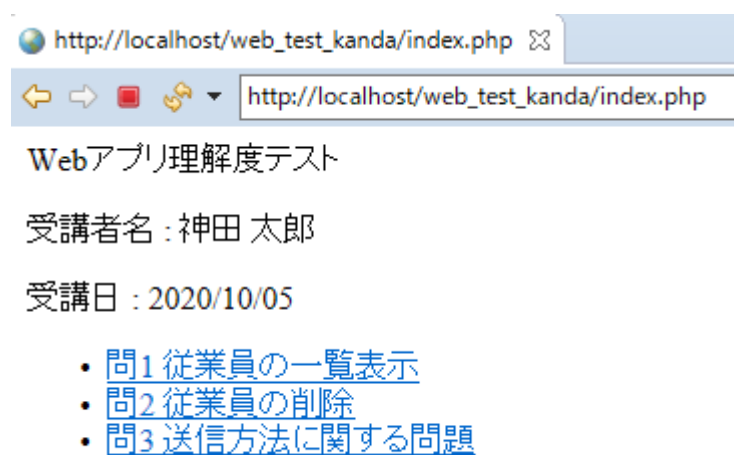 http://localhost/web_test_kanda/index.php
http://localhost/web_test_kanda/index.php
Webアプリ理解度テスト
受講者名 : 神田 太郎
受講日 : 2020/10/05
• 問1 従業員の一覧表示
• 問2 従業員の削除
• 問3 送信方法に関する問題